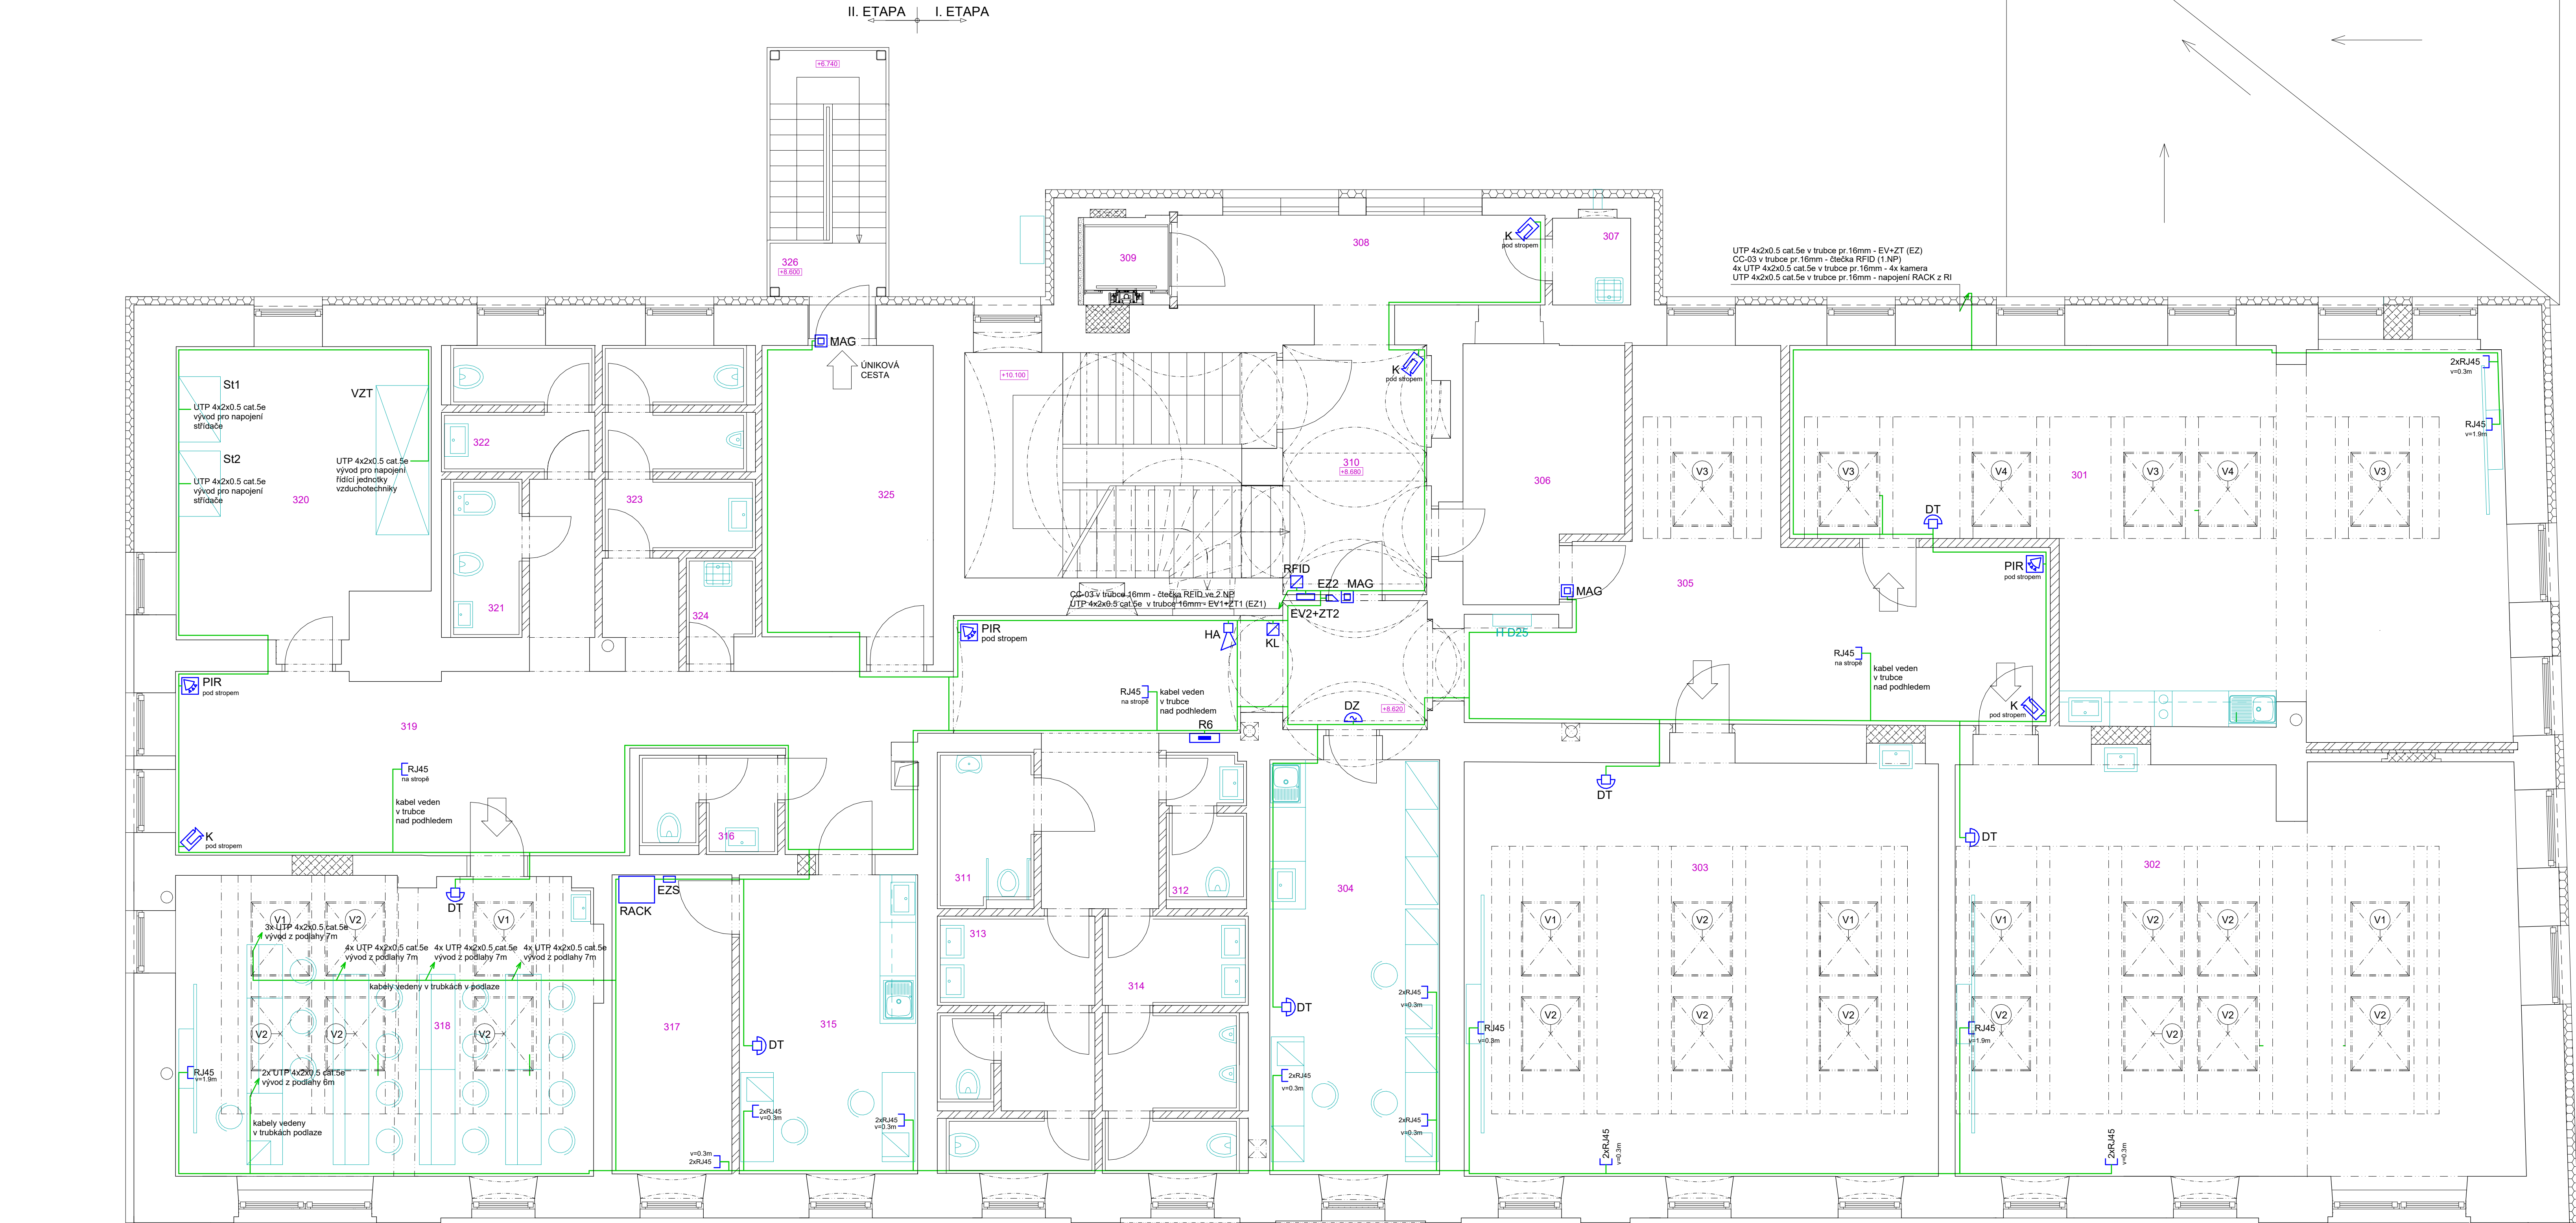 II. ETAPA
I. ETAPA
+6.740
326
+8.600
MAG
ÚNIKOVÁ
CESTA
309
308
K
pod stropem
307
UTP 4x2x0.5 cat.5e v trubce pr.16mm - EV+ZT (EZ)
CC-03 v trubce pr.16mm - čtečka RFID (1.NP)
4x UTP 4x2x0.5 cat.5e v trubce pr.16mm - 4x kamera
UTP 4x2x0.5 cat.5e v trubce pr.16mm - napojení RACK z RI
St1
UTP 4x2x0.5 cat.5e
vývod pro napojení
střídače
St2
UTP 4x2x0.5 cat.5e
vývod pro napojení
střídače
320
VZT
UTP 4x2x0.5 cat.5e
vývod pro napojení
řídící jednotky
vzduchotechniky
322
323
321
324
325
+10.100
K
pod stropem
310
+8.680
306
305
V3
V3
V4
V3
V4
V3
301
2xRJ45
v=0.3m
RJ45
v=1.9m
DT
PIR
pod stropem
RFID
EZ2
MAG
EV2+ZT2
CC-03 v trubce 16mm - čtečka RFID ve 2.NP
UTP 4x2x0.5 cat.5e v trubce 16mm - EV1+ZT1 (EZ1)
MAG
IT D25
PIR
pod stropem
HA
KL
RJ45
na stropě
kabel veden
v trubce
nad podhledem
R6
DZ
+8.620
RJ45
na stropě
kabel veden
v trubce
nad podhledem
K
pod stropem
PIR
pod stropem
319
RJ45
na stropě
kabel veden
v trubce
nad podhledem
K
pod stropem
316
DT
DT
DT
EZS
RACK
311
312
304
303
302
V1
V2
V1
3x UTP 4x2x0.5 cat.5e
vývod z podlahy 7m
4x UTP 4x2x0.5 cat.5e
vývod z podlahy 7m
4x UTP 4x2x0.5 cat.5e
vývod z podlahy 7m
4x UTP 4x2x0.5 cat.5e
vývod z podlahy 7m
kabely vedeny v trubkách v podlaze
V2
V2
V2
318
RJ45
v=1.9m
2x UTP 4x2x0.5 cat.5e
vývod z podlahy 6m
kabely vedeny
v trubkách podlaze
317
315
DT
2xRJ45
v=0.3m
2xRJ45
v=0.3m
v=0.3m
2xRJ45
313
314
DT
2xRJ45
v=0.3m
2xRJ45
v=0.3m
2xRJ45
v=0.3m
V1
V2
V1
V2
V2
V2
RJ45
v=0.3m
2xRJ45
v=0.3m
V1
V2
V2
V1
V2
V2
V2
V2
RJ45
v=1.9m
2xRJ45
v=0.3m